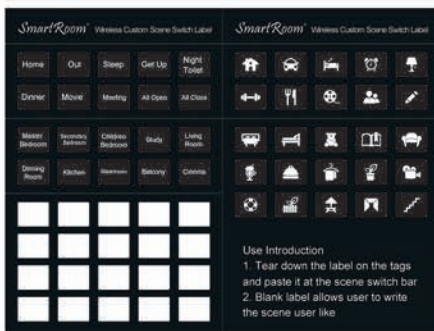 SmartRoom® Wireless Custom Scene Switch Label
Home Out Sleep Get Up Night Toilet
Dinner Movie Meeting All Open All Close
Master Bedroom Secondary Bedroom Children Bedroom Study Living Room
Dinning Room Kitchen Balcony Cinema
SmartRoom® Wireless Custom Scene Switch Label
Use Introduction
1. Tear down the label on the tags
and paste it at the scene switch bar
2. Blank label allows user to write
the scene user like